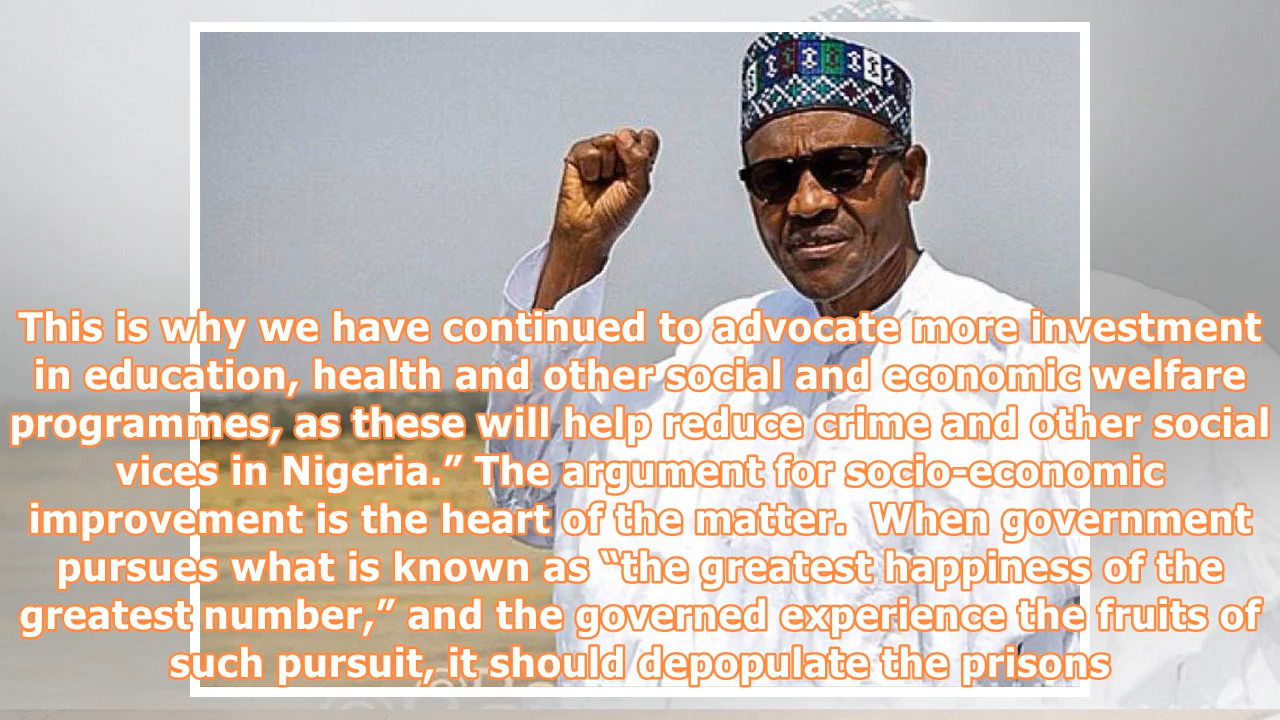 This is why we have continued to advocate more investment
in education, health and other social and economic welfare
programmes, as these will help reduce crime and other social
vices in Nigeria.” The argument for socio-economic
improvement is the heart of the matter.  When government
pursues what is known as “the greatest happiness of the
greatest number,” and the governed experience the fruits of
such pursuit, it should depopulate the prisons